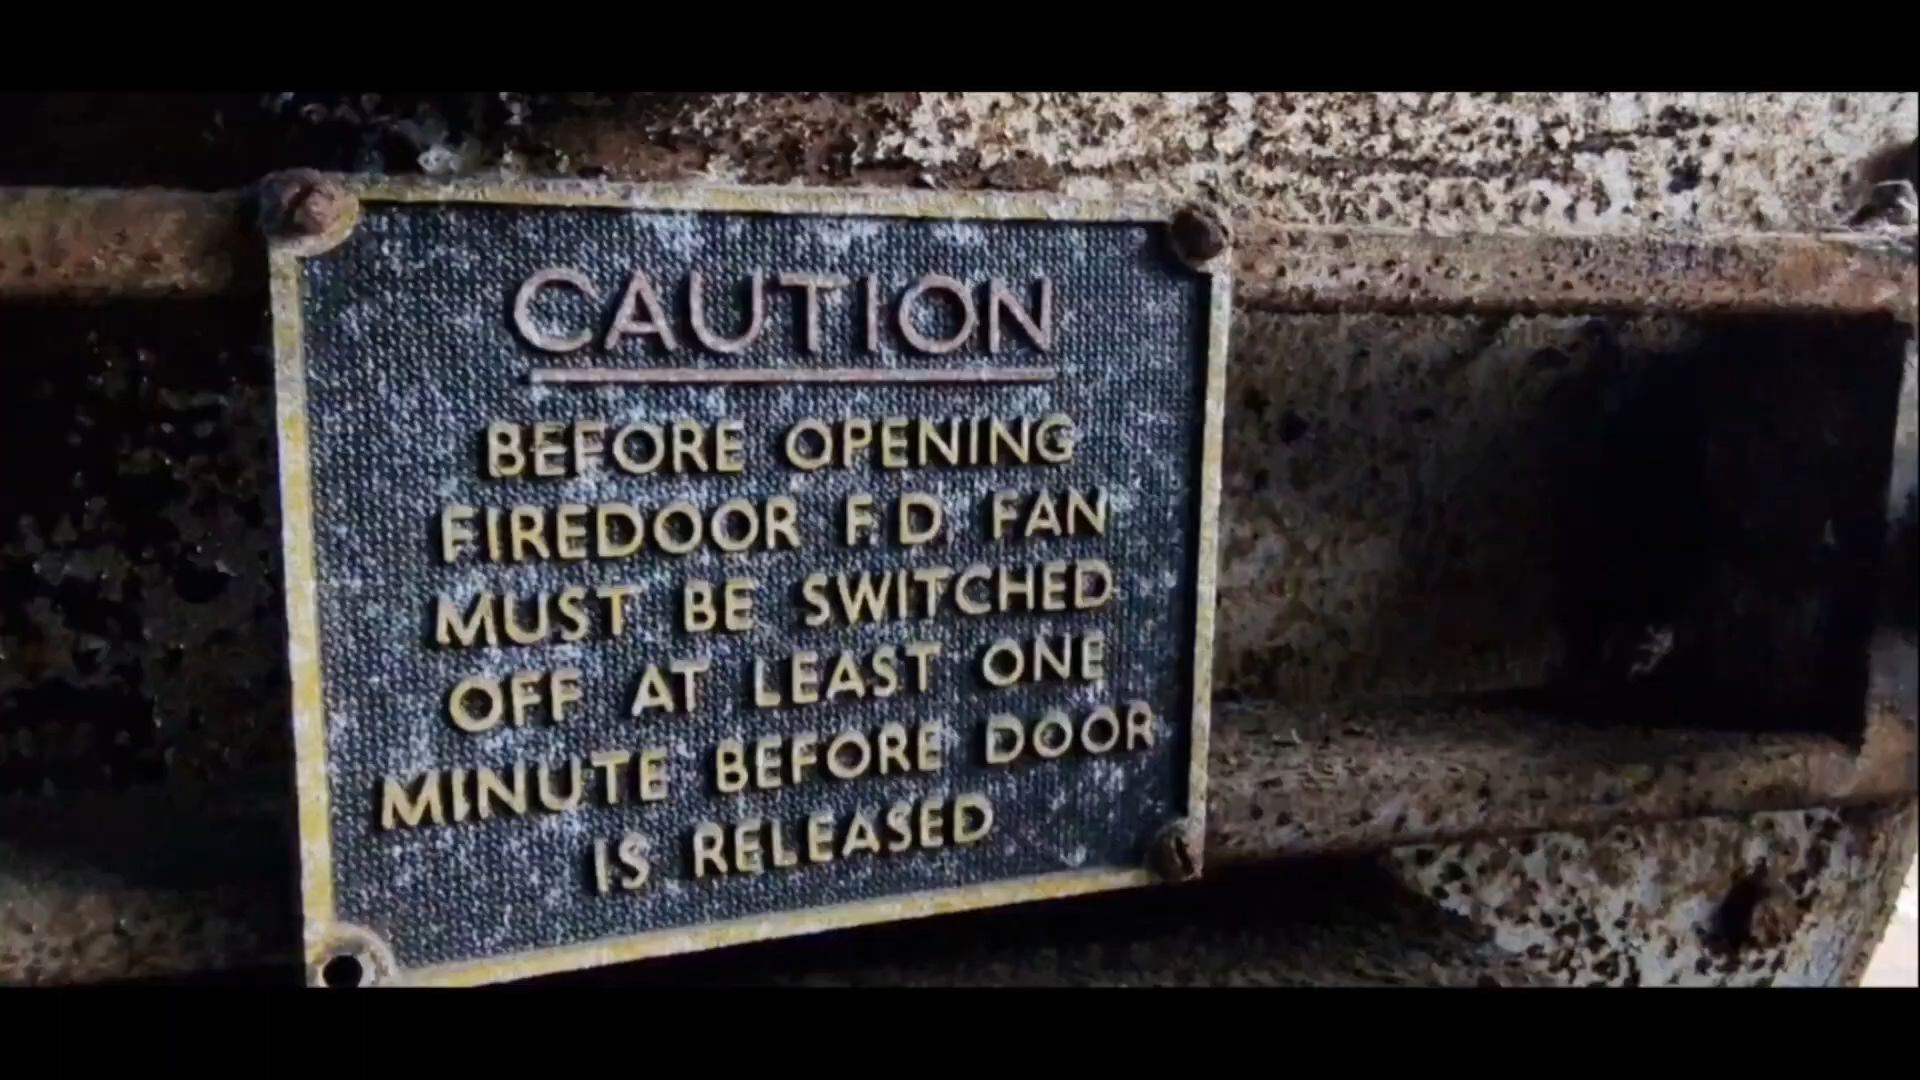 CAUTION
BEFORE OPENING
FIREDOOR F.D. FAN
MUST BE SWITCHED
OFF AT LEAST ONE
MINUTE BEFORE DOOR
IS RELEASED